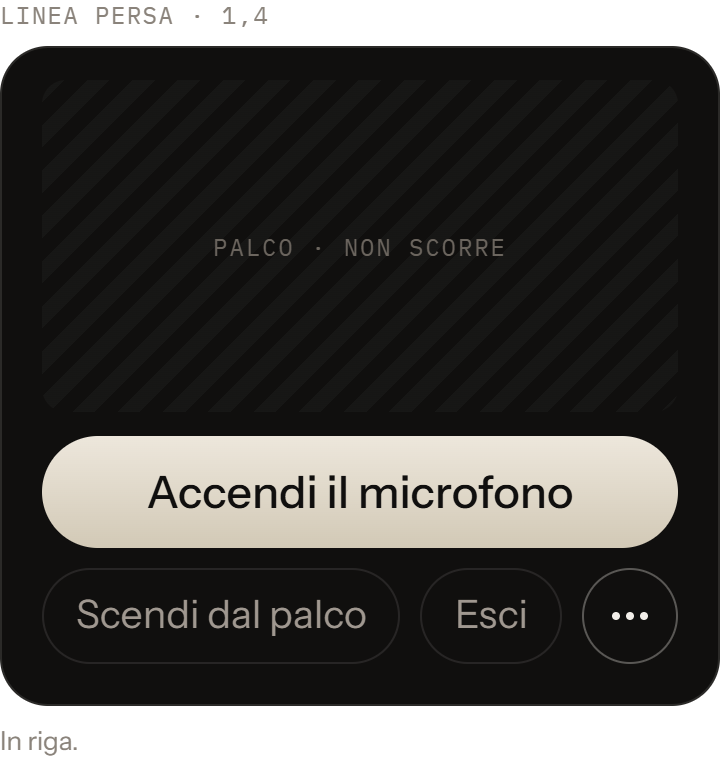 LINEA PERSA · 1,4
PALCO · NON SCORRE
Accendi il microfono
Scendi dal palco
Esci
In riga.